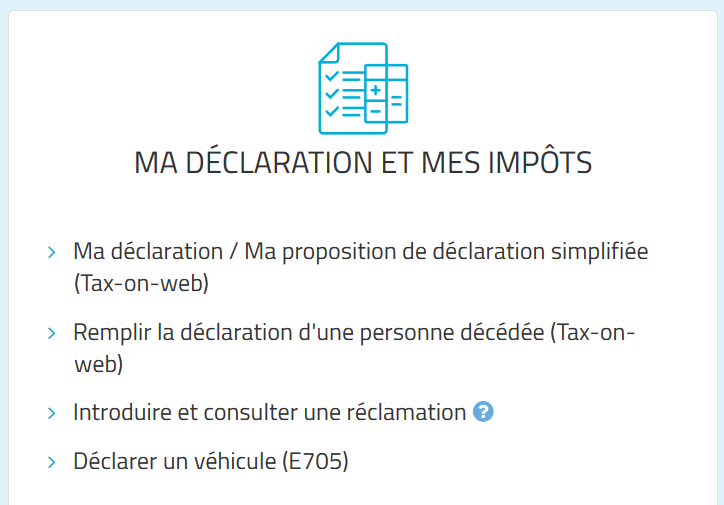 MA DÉCLARATION ET MES IMPÔTS
Ma déclaration / Ma proposition de déclaration simplifiée
(Tax-on-web)
Remplir la déclaration d'une personne décédée (Tax-on-
web)
Introduire et consulter une réclamation ?
Déclarer un véhicule (E705)